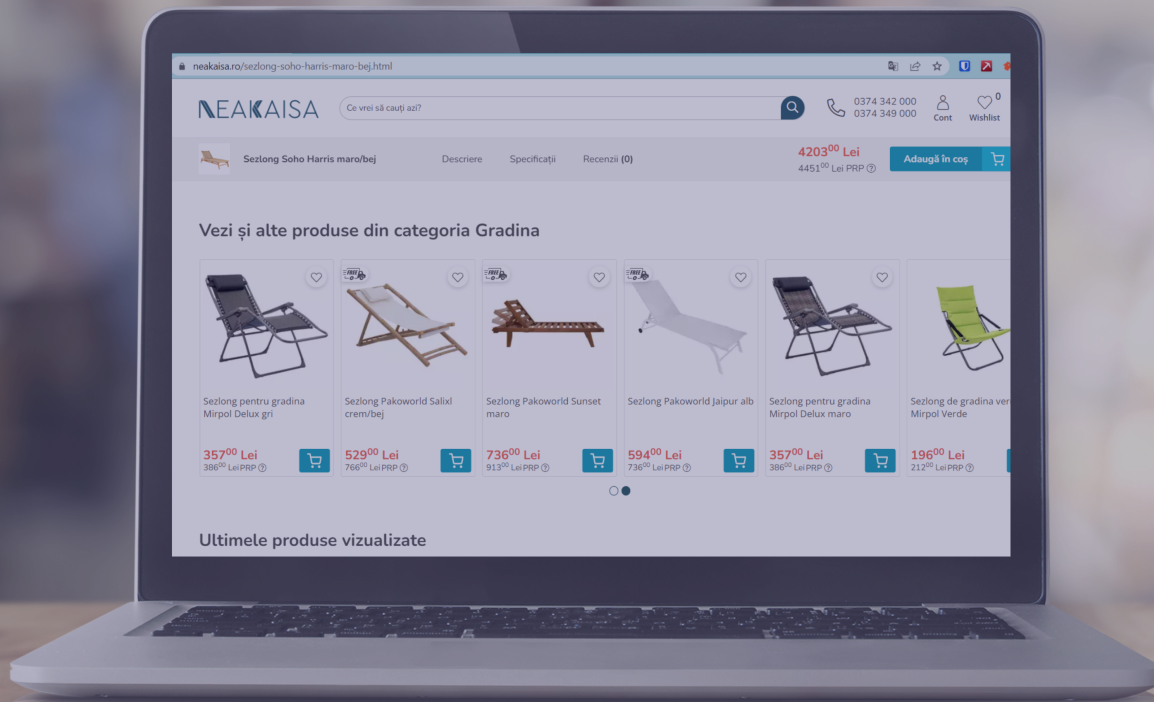 neakaisa.ro/sezlong-soho-harris-maro-bej.html
NEAKAISA
Ce vrei să cauți azi?
0374 342 000
0374 349 000
Cont
0
Wishlist
Sezlong Soho Harris maro/bej
Descriere
Specificații
Recenzii (0)
4203⁰⁰ Lei
4451⁰⁰ Lei PRP ?
Adaugă în coș
Vezi și alte produse din categoria Gradina
FREE
FREE
FREE
Sezlong pentru gradina
Mirpol Delux gri
357⁰⁰ Lei
386⁰⁰ Lei PRP ?
Sezlong Pakoworld Salixl
crem/bej
529⁰⁰ Lei
766⁰⁰ Lei PRP ?
Sezlong Pakoworld Sunset
maro
736⁰⁰ Lei
913⁰⁰ Lei PRP ?
Sezlong Pakoworld Jaipur alb
594⁰⁰ Lei
736⁰⁰ Lei PRP ?
Sezlong pentru gradina
Mirpol Delux maro
357⁰⁰ Lei
386⁰⁰ Lei PRP ?
Sezlong de gradina ver
Mirpol Verde
196⁰⁰ Lei
212⁰⁰ Lei PRP ?
Ultimele produse vizualizate